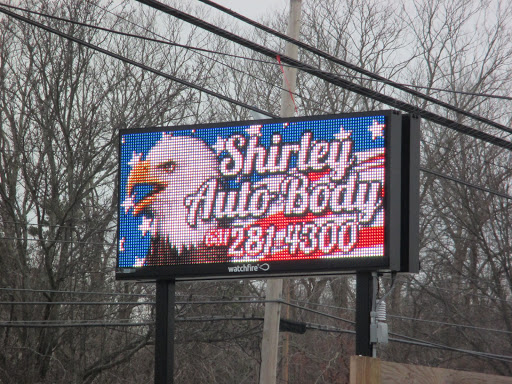 Shirley
Auto Body
631 281-4300
watchfire